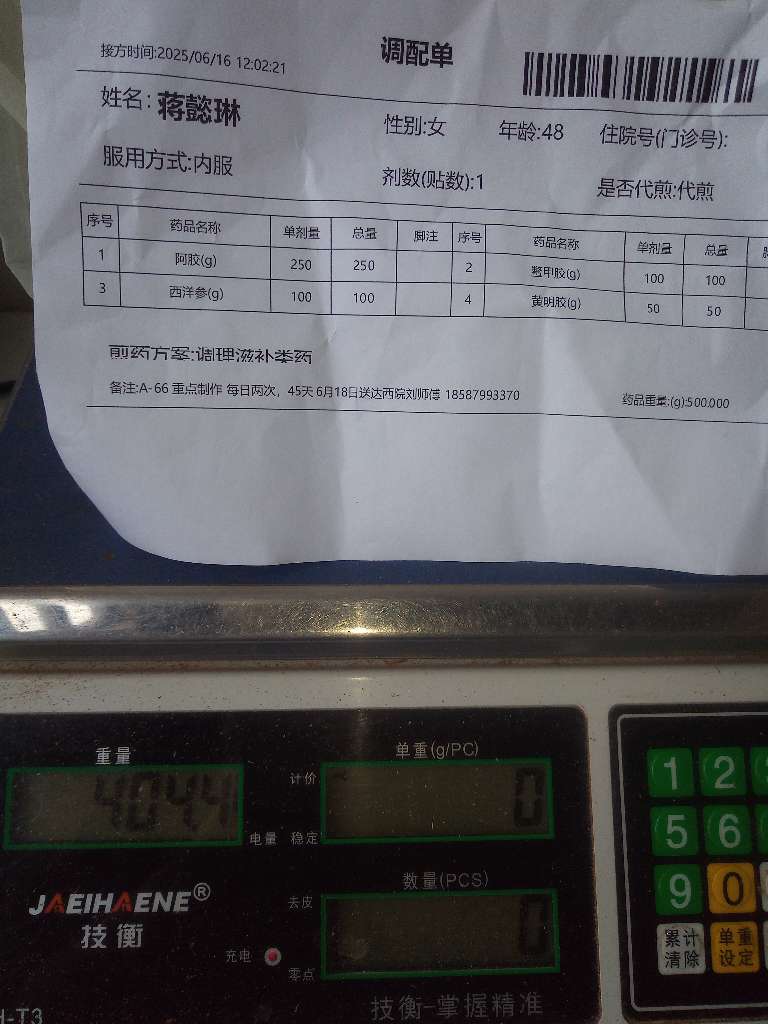 调配单
接方时间:2025/06/16 12:02:21
姓名: 蒋懿琳 性别:女 年龄:48 住院号(门诊号):
服用方式:内服 剂数(贴数):1 是否代煎:代煎
序号 药品名称 单剂量 总量 脚注 序号 药品名称 单剂量 总量
1 阿胶(g) 250 250 2 鳖甲胶(g) 100 100
3 西洋参(g) 100 100 4 黄明胶(g) 50 50
煎药方案:调理滋补类药
备注:A-66 重点制作 每日两次，45天 6月18日送达西院刘师傅 18587993370 药品重量:(g):500.000
重量 单重(g/PC)
4044 计价 0
电量 稳定
JAEIHAENE®
技衡
数量(PCS)
去皮 0
充电 零点
技衡-掌握精准
H-T3
1 2
5 6
9 0
累计清除 单重设定